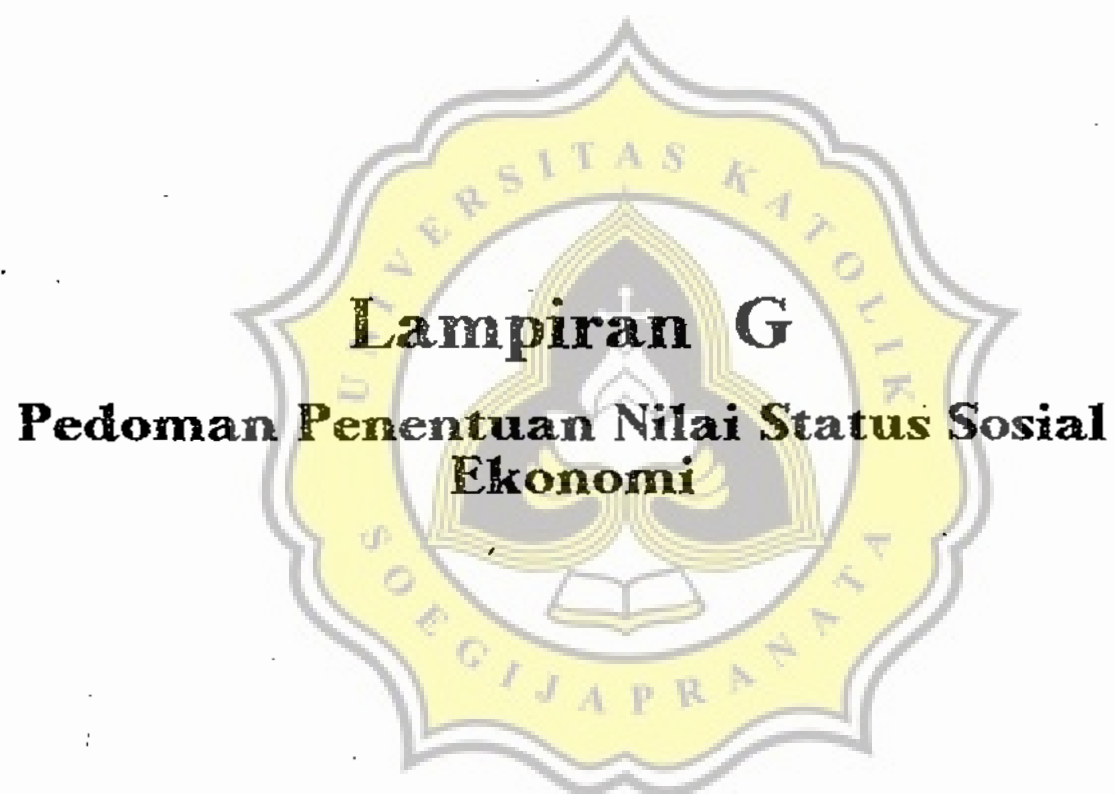 UNIVERSITAS KATOLIK
Lampiran G
Pedoman Penentuan Nilai Status Sosial
Ekonomi
SOEGIJAPRANATA